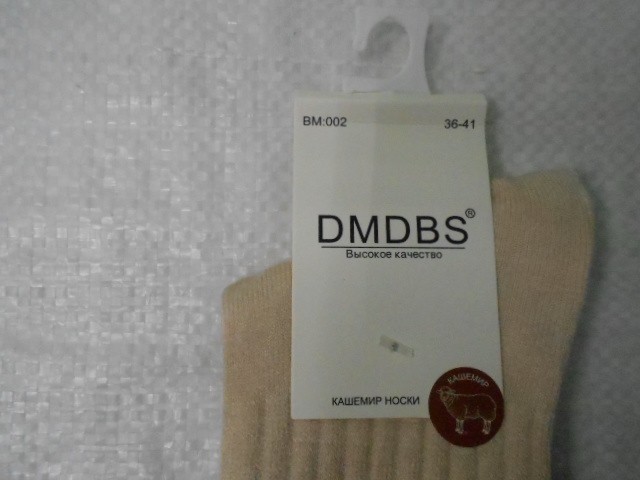 BM:002 36-41
DMDBS®
Высокое качество
КАШЕМИР НОСКИ
КАШЕМИР